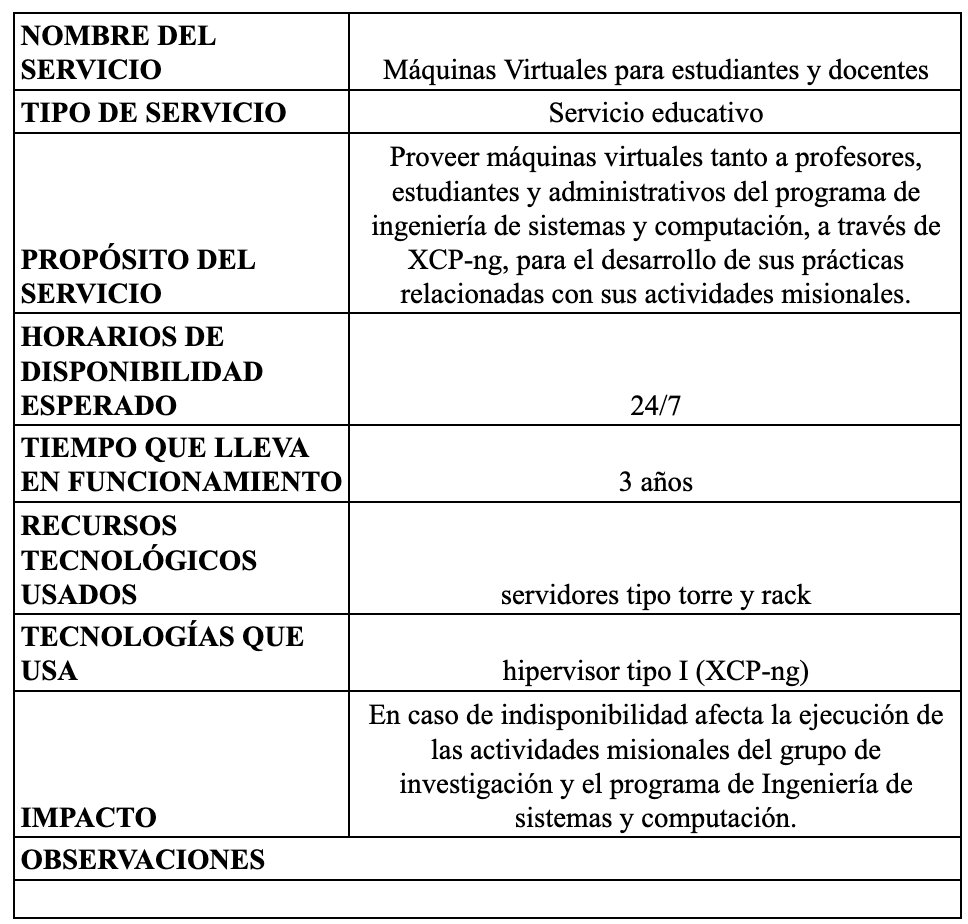 NOMBRE DEL
SERVICIO
Máquinas Virtuales para estudiantes y docentes
TIPO DE SERVICIO
Servicio educativo
PROPÓSITO DEL
SERVICIO
Proveer máquinas virtuales tanto a profesores,
estudiantes y administrativos del programa de
ingeniería de sistemas y computación, a través de
XCP-ng, para el desarrollo de sus prácticas
relacionadas con sus actividades misionales.
HORARIOS DE
DISPONIBILIDAD
ESPERADO
24/7
TIEMPO QUE LLEVA
EN FUNCIONAMIENTO
3 años
RECURSOS
TECNOLÓGICOS
USADOS
servidores tipo torre y rack
TECNOLOGÍAS QUE
USA
hipervisor tipo I (XCP-ng)
IMPACTO
En caso de indisponibilidad afecta la ejecución de
las actividades misionales del grupo de
investigación y el programa de Ingeniería de
sistemas y computación.
OBSERVACIONES